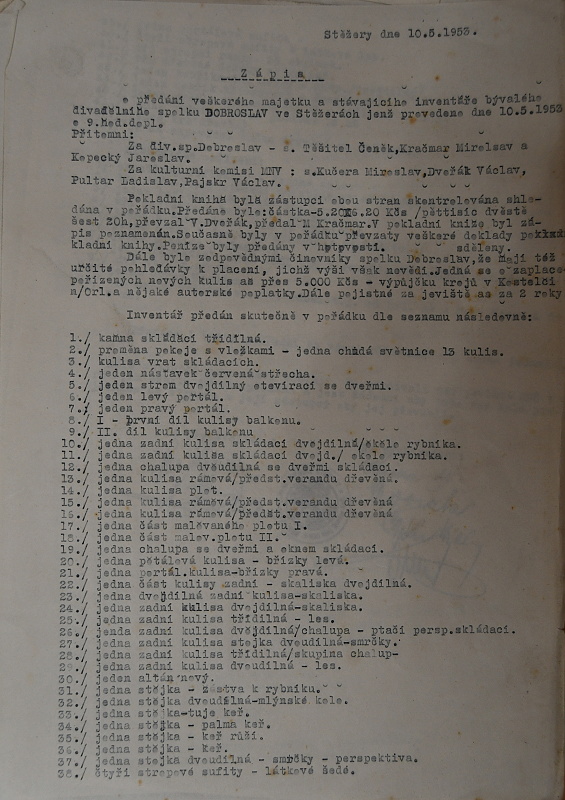 Stěžery dne 10.5.1953.
Zápis
o předání veškerého majetku a stávajícího inventáře bývalého
divadělního spolku DOBROSLAV ve Stěžerách jenž provedeno dne 10.5.1953
o 9.hod.dopl.
Přítomni:
Za div.sp.Dobroslav - s. Těšitel Čeněk,Kračmar Miroslav a
Kopecký Jaroslav.
Za kulturní komisi MNV : s.Kučera Miroslav,Dvořák Václav,
Pultar Ladislav,Pajskr Václav.
Pokladní kniha byla zástupci obou stran skontrolována shle-
dána v pořádku.Předáno bylo:částka 5.206.20 Kčs /pěttisíc dvěstě
šest 20h,převzal V.Dvořák,předal M Kračmar.V pokladní knize byl zá-
pis poznamenán.Současně byly v pořádku převzaty veškeré doklady
kladní knihy.Peníze byly předány v hotovosti. sděleny.
Dále bylo zodpovědnými činovníky spolku Dobroslav,že mají též
určité pohledávky k placení, jichž výši však nevědí.Jedná se o zaplace
pořízených nových kulis as přes 5.000 Kčs - výpůjčku krojů v Kostelci
n/Orl.a nějaké autorské poplatky.Dále pojistné za jeviště as za 2 roky
Inventář předán skutečně v pořádku dle seznamu následovně:
1./ kamna skládácí třídílná.
2./ proměna pokoje s vložkami - jedna chudá světnice 13 kulis.
3./ kulisa vrat skládacích.
4./ jeden nástavek červená střecha.
5./ jeden strom dvojdílný otevírací se dveřmi.
6./ jeden levý portál.
7./ jeden pravý portál.
8./ I - první díl kulisy balkonu.
9./ II. díl kulisy balkonu
10./ jedna zadní kulisa skládací dvojdílná/okolo rybníka.
11./ jedna zadní kulisa skládací dvojd./ okolo rybníka.
12./ jedna chalupa dvoudílná se dveřmi skládací.
13./ jedna kulisa rámová/předst.verandu dřevěná.
14./ jedna kulisa plot.
15./ jedna kulisa rámová/předst.verandu dřevěná
16./ jedna kulisa rámová/předst.verandu dřevěná
17./ jedna část malovaného plotu I.
18./ jedna část malov.plotu II.
19./ jedna chalupa se dveřmi a oknem skládací.
20./ jedna pótálová kulisa - břízky levá.
21./ jedna portál.kulisa-břízky pravá.
22./ jedna část kulisy zadní - skaliska dvojdílná.
23./ jedna dvojdílná zadní kulisa-skaliska.
24./ jedna zadní kulisa dvojdílná-skaliska.
25./ jedna zadní kulisa třídílná - les.
26./ jenda zadní kulisa dvojdílná/chalupa - ptačí persp.skládací.
27./ jedna zadní kulisa stojka dvoudílná-smrčky.
28./ jedna zadní kulisa třídílná/skupina chalup-
29./ jedna zadní kulisa dvoudílná - les.
30./ jeden altán nový.
31./ jedna stojka - zástva k rybníku.
32./ jedna stojka dvoudílná-mlýnské kolo.
33./ jedna stojka-tuje keř.
34./ jedna stojka - palma keř.
35./ jedna stojka - keř růží.
36./ jedna stojka - keř.
37./ jedna stojka dvoudílná - smrčky - perspektiva.
38./ čtyři stropové sufity - látkové šedé.